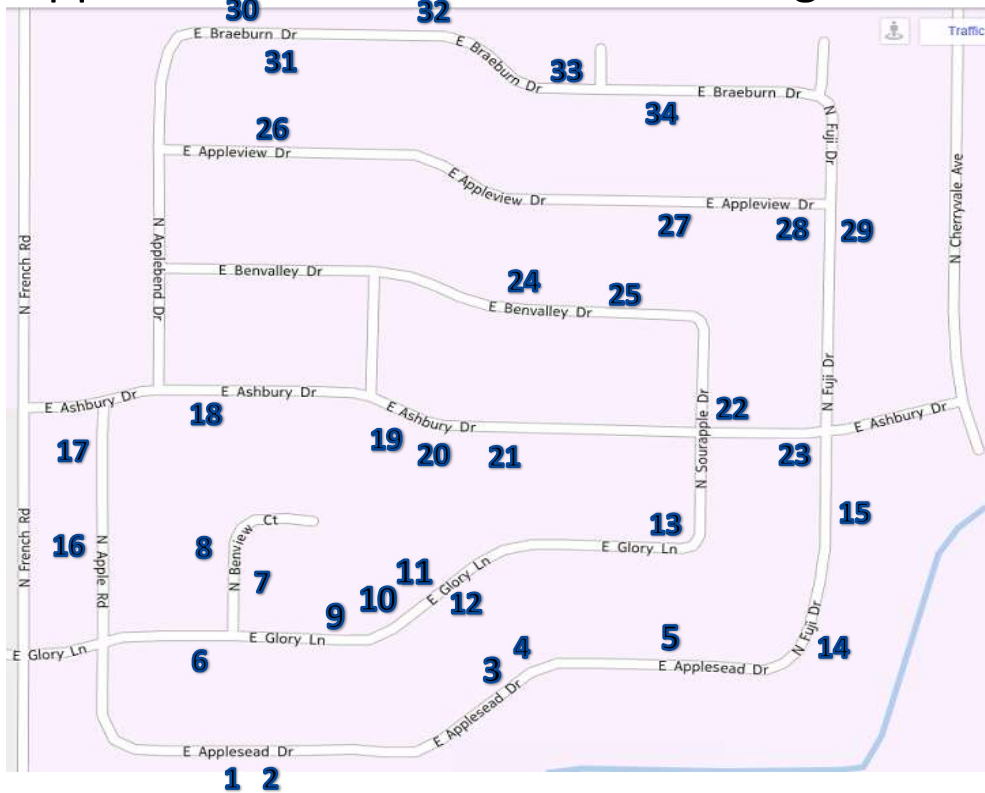 30
32
E Braeburn Dr
Traffic
E Braeburn Dr
31
33
E Braeburn Dr
34
N Fuji Dr
26
E Appleview Dr
E Appleview Dr
E Appleview Dr
27
28
29
N Cherryvale Ave
N French Rd
N Applebend Dr
E Benvalley Dr
24
25
E Benvalley Dr
N Fuji Dr
E Ashbury Dr
E Ashbury Dr
18
E Ashbury Dr
22
N Sourapple Dr
E Ashbury Dr
17
19
20
21
23
15
N French Rd
16
N Apple Rd
8
N Benview Ct
7
13
E Glory Ln
11
10
9
E Glory Ln
12
E Glory Ln
E Glory Ln
6
3
4
5
E Applesead Dr
N Fuji Dr
14
E Applesead Dr
E Applesead Dr
1
2